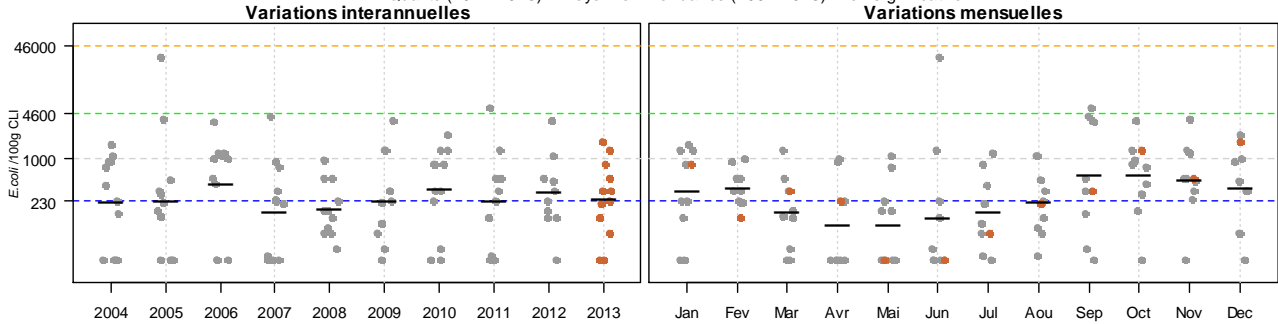 Variations interannuelles
Variations mensuelles
46000
4600
1000
230
E.coli/100g CLI
2004 2005 2006 2007 2008 2009 2010 2011 2012 2013
Jan Fev Mar Avr Mai Jun Jul Aou Sep Oct Nov Dec